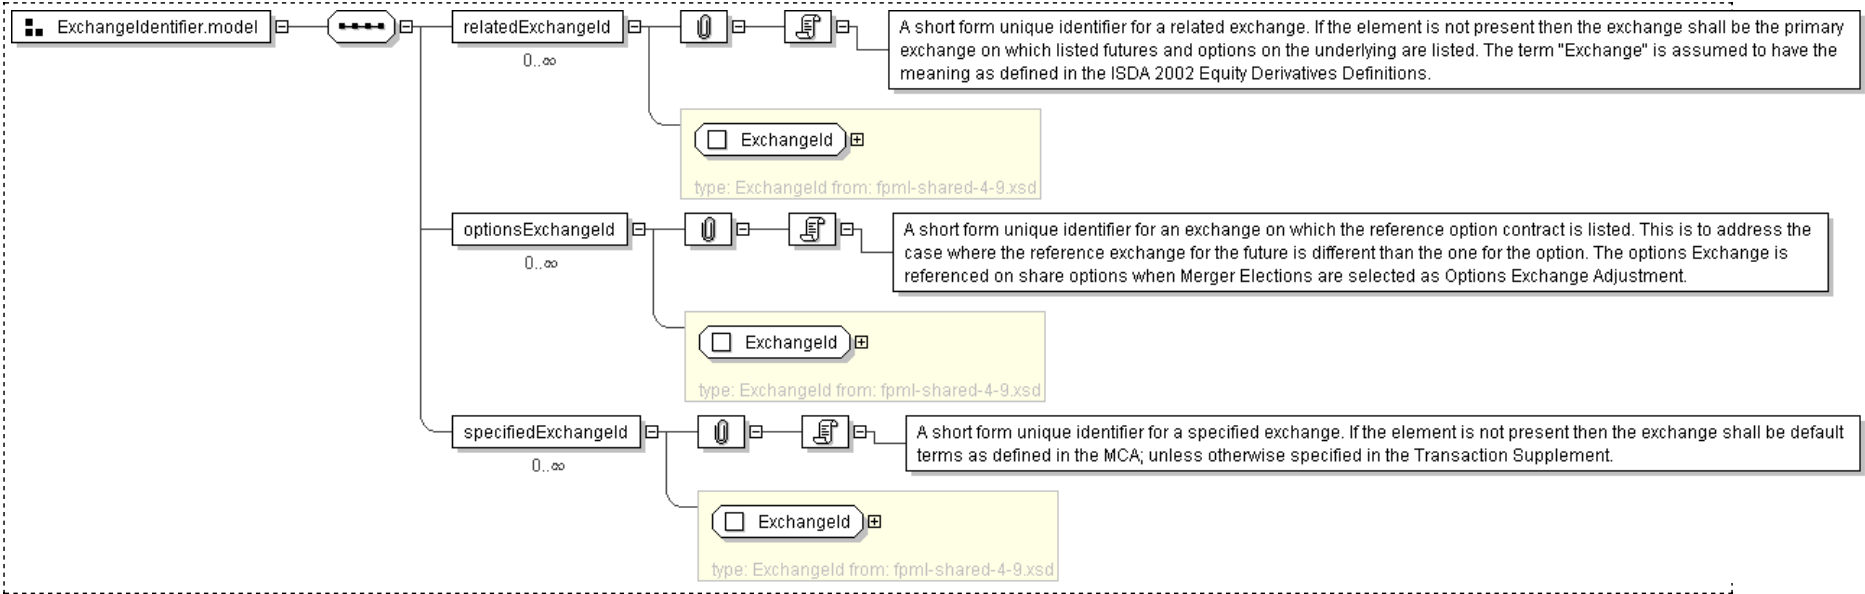 ExchangeIdentifier.model
relatedExchangeId
0..∞
A short form unique identifier for a related exchange. If the element is not present then the exchange shall be the primary
exchange on which listed futures and options on the underlying are listed. The term "Exchange" is assumed to have the
meaning as defined in the ISDA 2002 Equity Derivatives Definitions.
ExchangeId
type: ExchangeId from: fpml-shared-4-9.xsd
optionsExchangeId
0..∞
A short form unique identifier for an exchange on which the reference option contract is listed. This is to address the
case where the reference exchange for the future is different than the one for the option. The options Exchange is
referenced on share options when Merger Elections are selected as Options Exchange Adjustment.
ExchangeId
type: ExchangeId from: fpml-shared-4-9.xsd
specifiedExchangeId
0..∞
A short form unique identifier for a specified exchange. If the element is not present then the exchange shall be default
terms as defined in the MCA; unless otherwise specified in the Transaction Supplement.
ExchangeId
type: ExchangeId from: fpml-shared-4-9.xsd